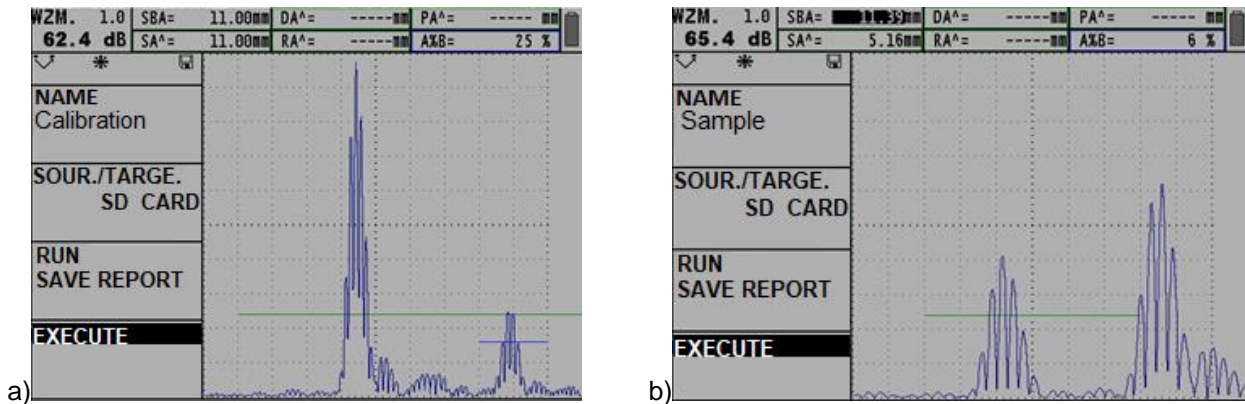 WZM. 1.0 SBA= 11.00mm DA^= -----mm PA^= ----- mm
62.4 dB SA^= 11.00mm RA^= -----mm A%B= 25 %
NAME
Calibration
SOUR./TARGE.
SD CARD
RUN
SAVE REPORT
EXECUTE
a)
WZM. 1.0 SBA= DA^= -----mm PA^= ----- mm
65.4 dB SA^= 5.16mm RA^= -----mm A%B= 6 %
NAME
Sample
SOUR./TARGE.
SD CARD
RUN
SAVE REPORT
EXECUTE
b)